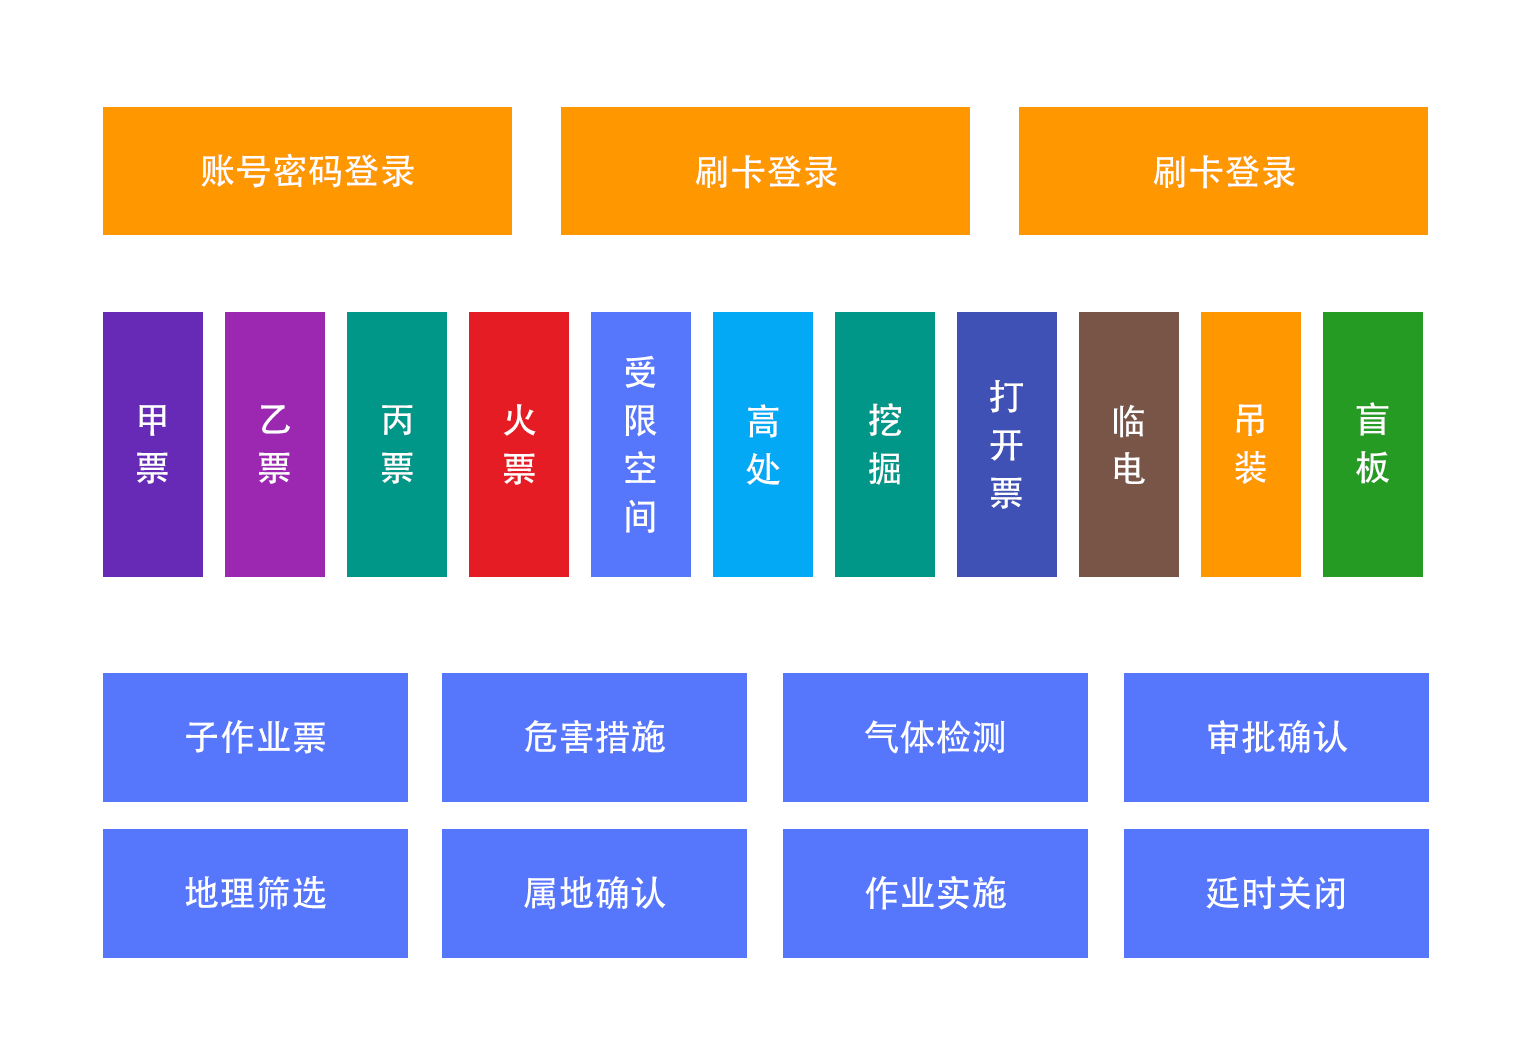 账号密码登录
刷卡登录
刷卡登录
甲票
乙票
丙票
火票
受限空间
高处
挖掘
打开票
临电
吊装
盲板
子作业票
危害措施
气体检测
审批确认
地理筛选
属地确认
作业实施
延时关闭